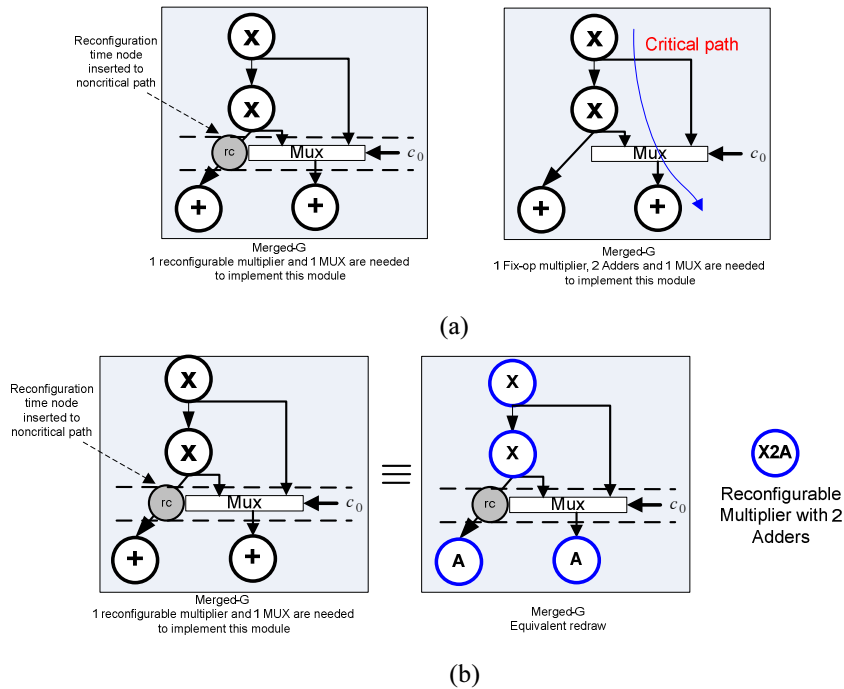 Reconfiguration
time node
inserted to
noncritical path
X
X
rc
Mux
c0
+
+
Merged-G
1 reconfigurable multiplier and 1 MUX are needed
to implement this module
X
Critical path
X
Mux
c0
+
+
Merged-G
1 Fix-op multiplier, 2 Adders and 1 MUX are needed
to implement this module
(a)
Reconfiguration
time node
inserted to
noncritical path
X
X
rc
Mux
c0
+
+
Merged-G
1 reconfigurable multiplier and 1 MUX are needed
to implement this module
≡
X
X
rc
Mux
c0
A
A
Merged-G
Equivalent redraw
X2A
Reconfigurable
Multiplier with 2
Adders
(b)